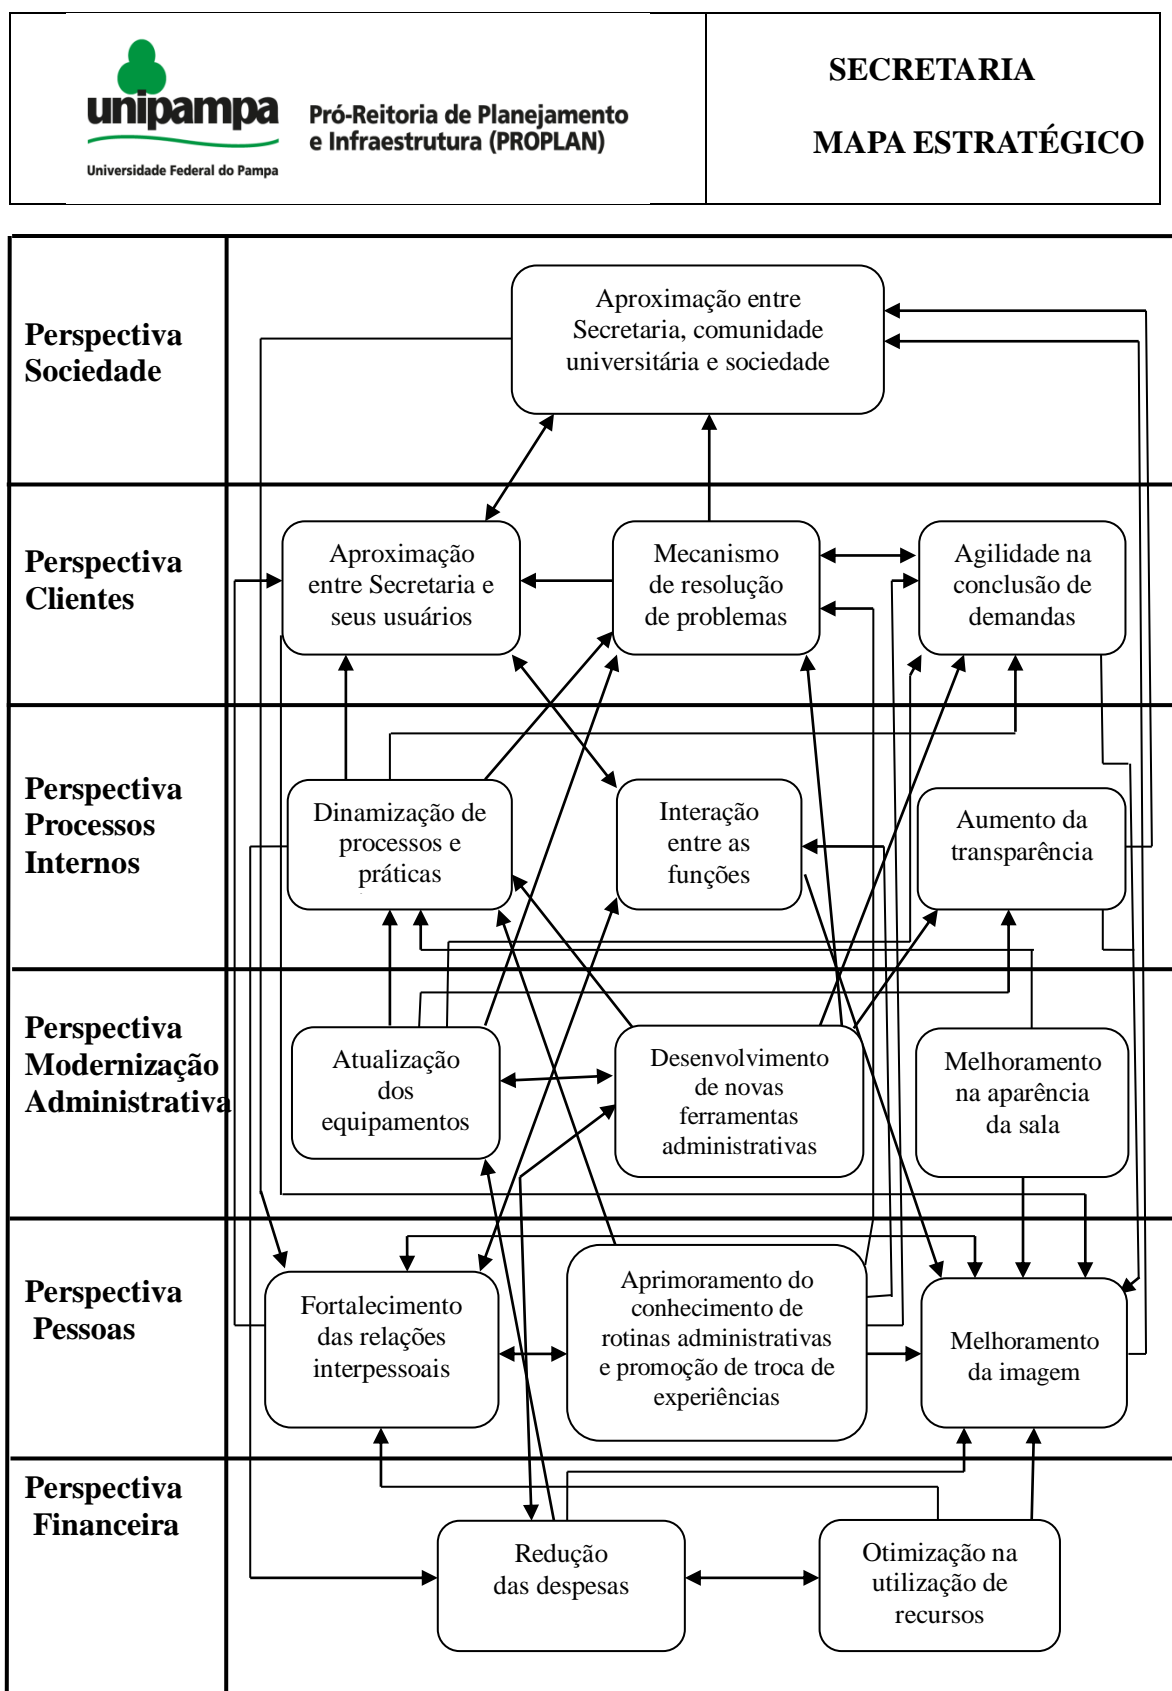 unipampa
Universidade Federal do Pampa
Pró-Reitoria de Planejamento
e Infraestrutura (PROPLAN)
SECRETARIA
MAPA ESTRATÉGICO
Perspectiva
Sociedade
Aproximação entre
Secretaria, comunidade
universitária e sociedade
Perspectiva
Clientes
Aproximação
entre Secretaria e
seus usuários
Mecanismo
de resolução
de problemas
Agilidade na
conclusão de
demandas
Perspectiva
Processos
Internos
Dinamização de
processos e
práticas
Interação
entre as
funções
Aumento da
transparência
Perspectiva
Modernização
Administrativa
Atualização
dos
equipamentos
Desenvolvimento
de novas
ferramentas
administrativas
Melhoramento
na aparência
da sala
Perspectiva
Pessoas
Fortalecimento
das relações
interpessoais
Aprimoramento do
conhecimento de
rotinas administrativas
e promoção de troca de
experiências
Melhoramento
da imagem
Perspectiva
Financeira
Redução
das despesas
Otimização na
utilização de
recursos